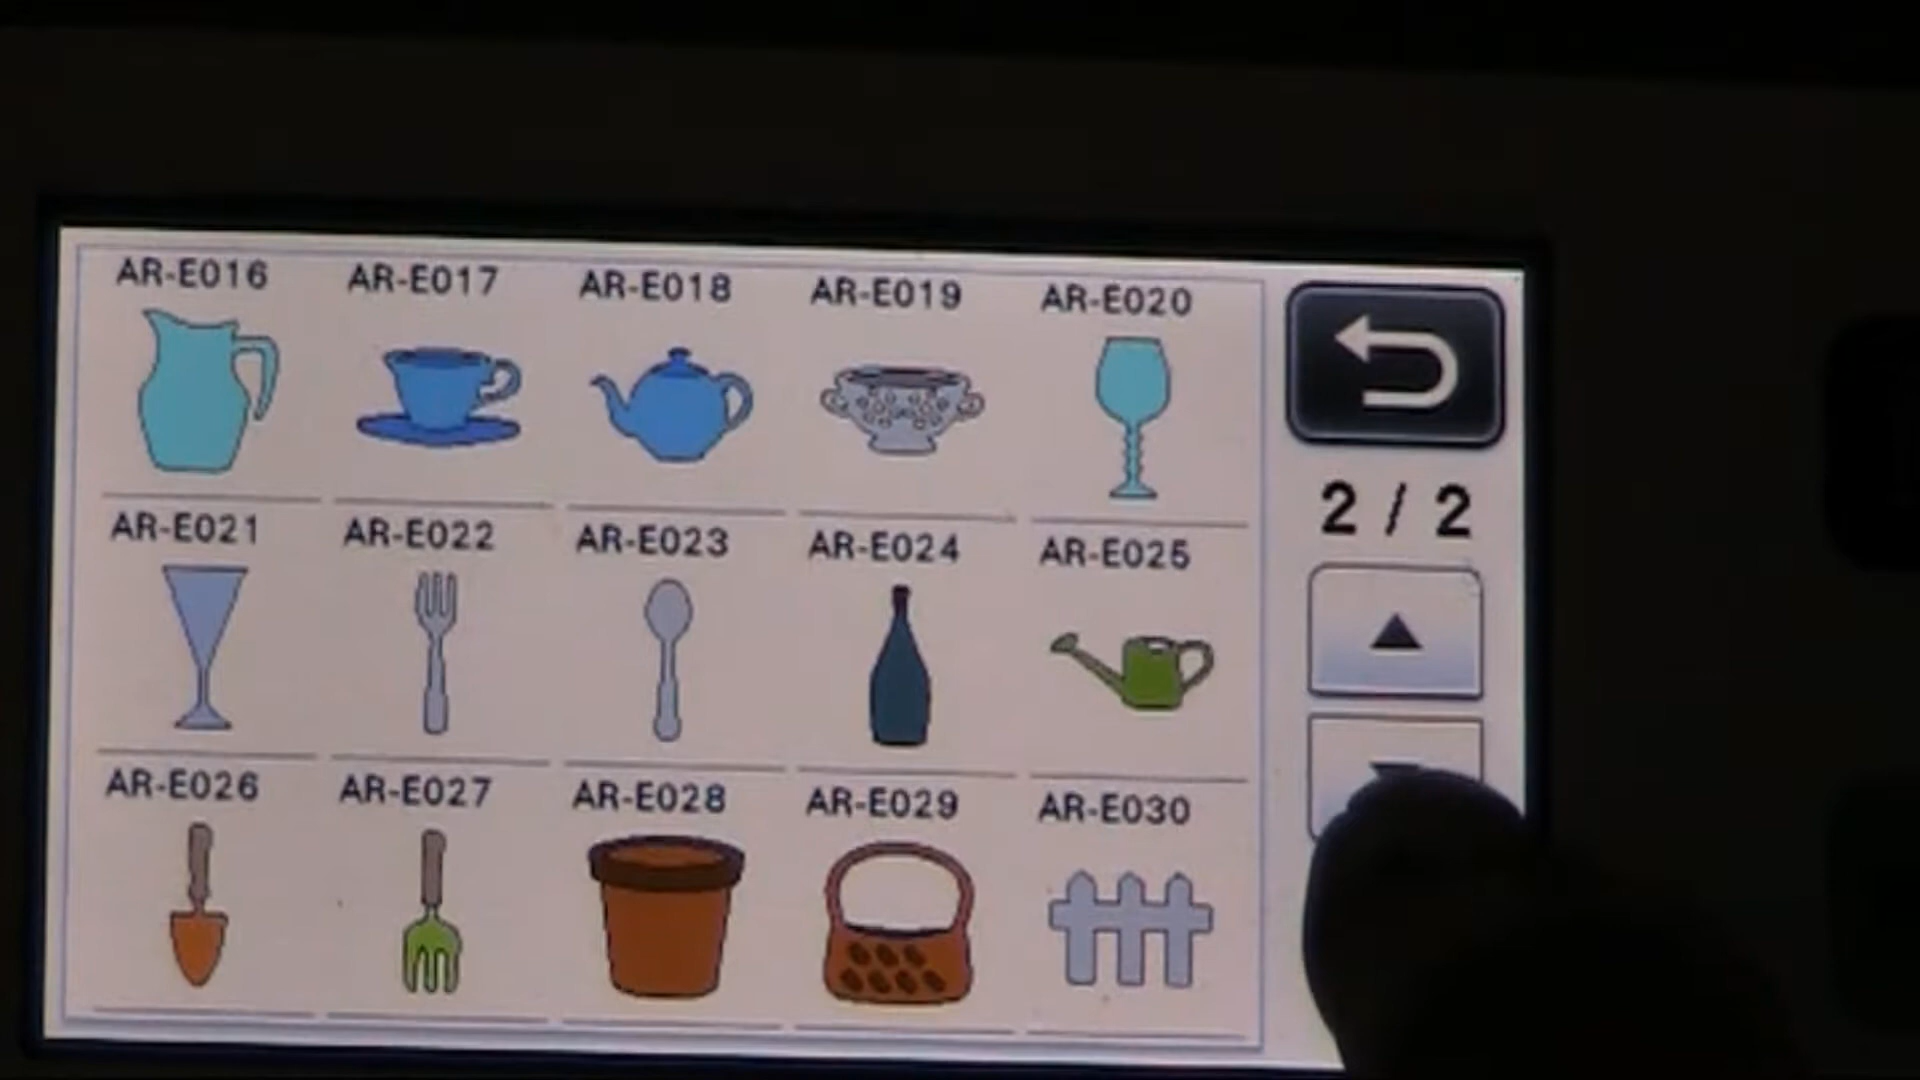 AR-E016 AR-E017 AR-E018 AR-E019 AR-E020
2 / 2
AR-E021 AR-E022 AR-E023 AR-E024 AR-E025
AR-E026 AR-E027 AR-E028 AR-E029 AR-E030